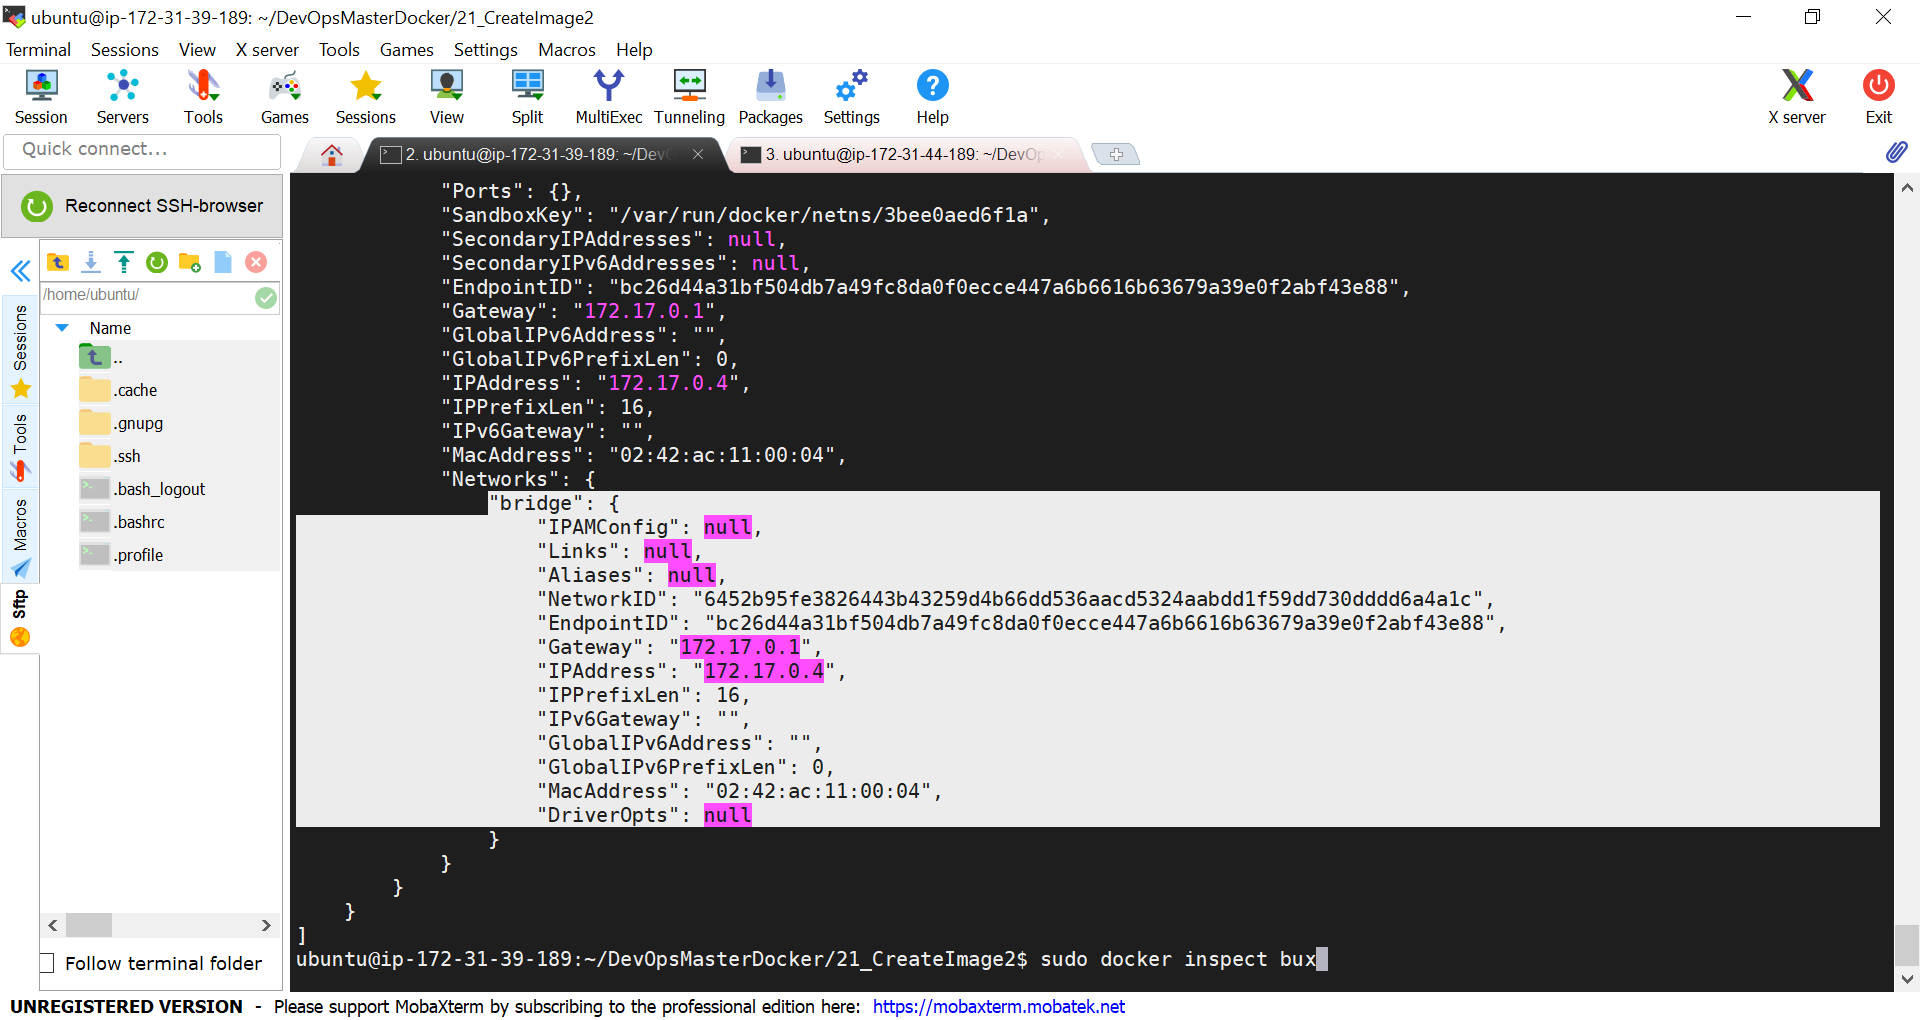 ubuntu@ip-172-31-39-189: ~/DevOpsMasterDocker/21_CreateImage2
Terminal Sessions View X server Tools Games Settings Macros Help
Session Servers Tools Games Sessions View Split MultiExec Tunneling Packages Settings Help X server Exit
Quick connect...
2. ubuntu@ip-172-31-39-189: ~/DevO
3. ubuntu@ip-172-31-44-189: ~/DevOp
Reconnect SSH-browser
/home/ubuntu/
Name
..
.cache
.gnupg
.ssh
.bash_logout
.bashrc
.profile
Sessions
Tools
Macros
Sftp
Follow terminal folder
"Ports": {},
"SandboxKey": "/var/run/docker/netns/3bee0aed6f1a",
"SecondaryIPAddresses": null,
"SecondaryIPv6Addresses": null,
"EndpointID": "bc26d44a31bf504db7a49fc8da0f0ecce447a6b6616b63679a39e0f2abf43e88",
"Gateway": "172.17.0.1",
"GlobalIPv6Address": "",
"GlobalIPv6PrefixLen": 0,
"IPAddress": "172.17.0.4",
"IPPrefixLen": 16,
"IPv6Gateway": "",
"MacAddress": "02:42:ac:11:00:04",
"Networks": {
"bridge": {
"IPAMConfig": null,
"Links": null,
"Aliases": null,
"NetworkID": "6452b95fe3826443b43259d4b66dd536aacd5324aabdd1f59dd730dddd6a4a1c",
"EndpointID": "bc26d44a31bf504db7a49fc8da0f0ecce447a6b6616b63679a39e0f2abf43e88",
"Gateway": "172.17.0.1",
"IPAddress": "172.17.0.4",
"IPPrefixLen": 16,
"IPv6Gateway": "",
"GlobalIPv6Address": "",
"GlobalIPv6PrefixLen": 0,
"MacAddress": "02:42:ac:11:00:04",
"DriverOpts": null
}
}
}
}
]
ubuntu@ip-172-31-39-189:~/DevOpsMasterDocker/21_CreateImage2$ sudo docker inspect bux
UNREGISTERED VERSION - Please support MobaXterm by subscribing to the professional edition here: https://mobaxterm.mobatek.net